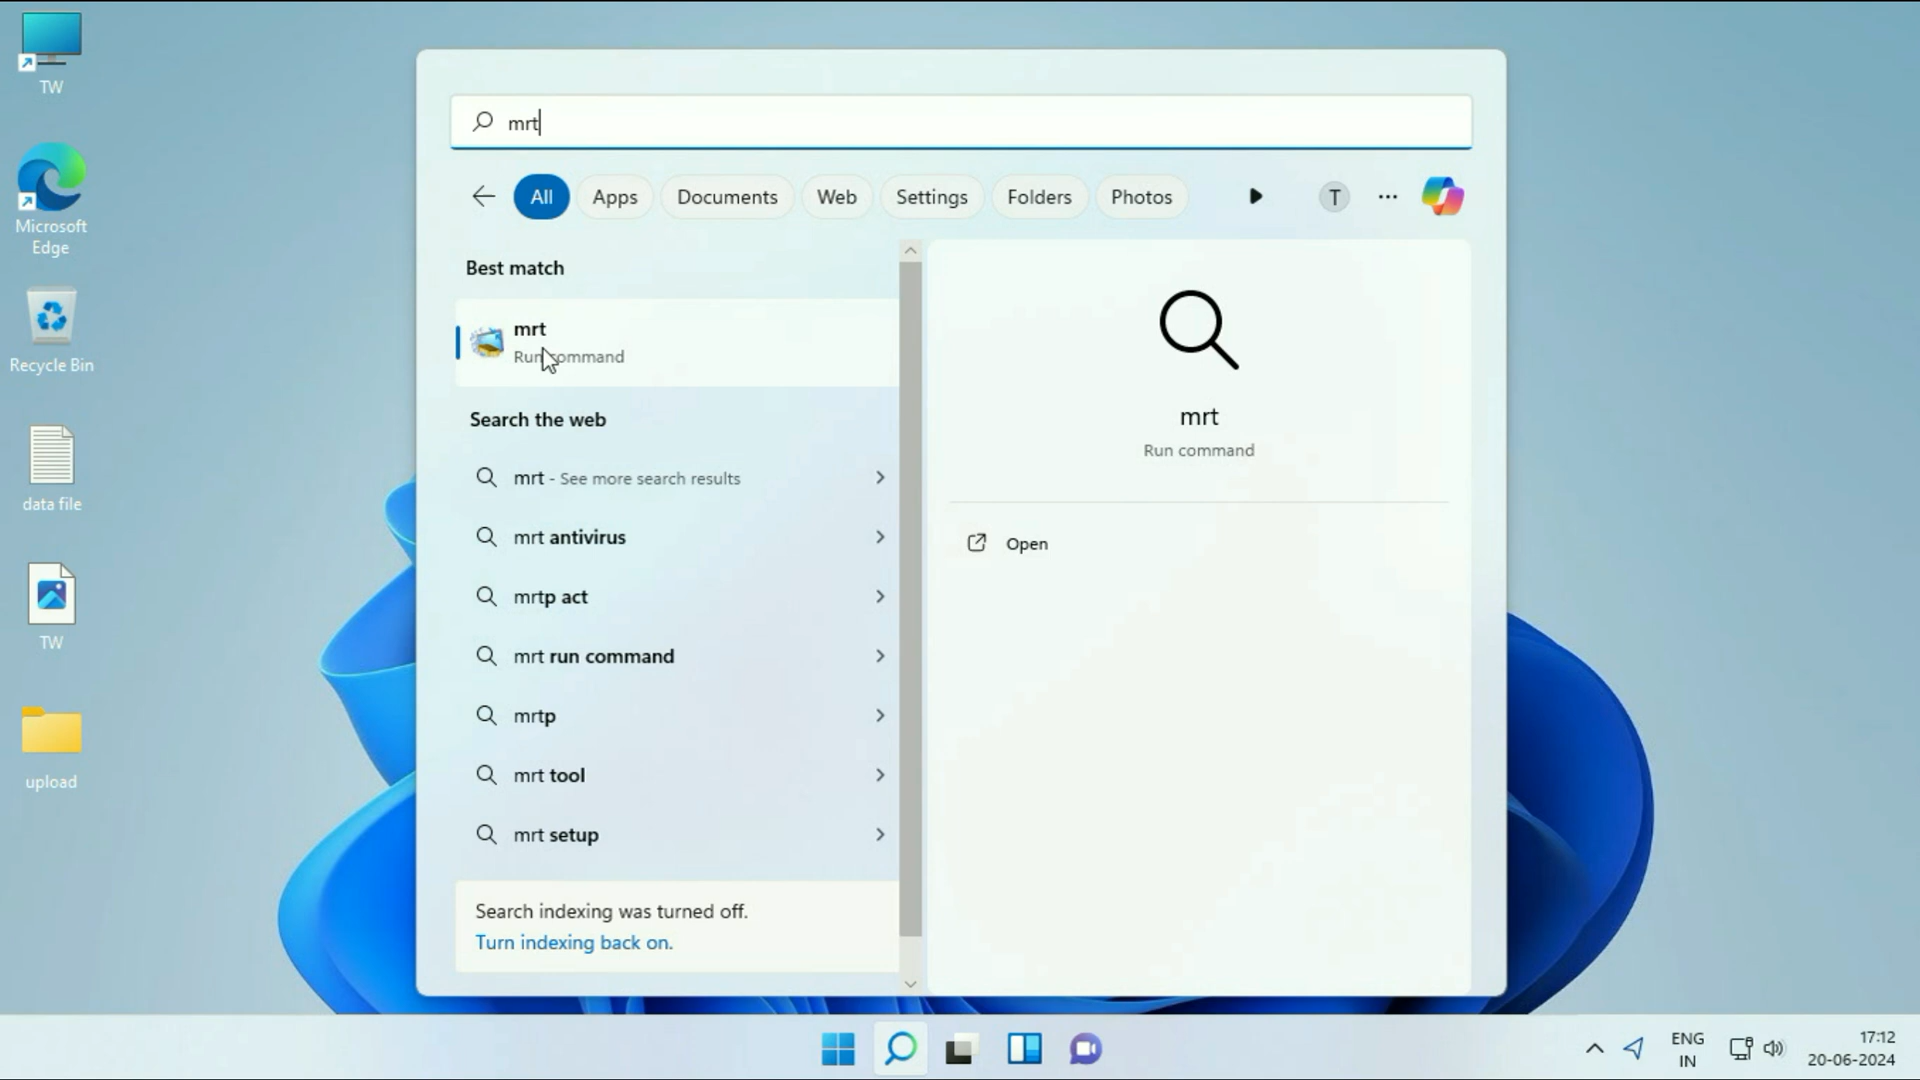 TW
Microsoft
Edge
Recycle Bin
data file
TW
upload
mrt
All
Apps
Documents
Web
Settings
Folders
Photos
T
Best match
mrt
Run command
Search the web
mrt - See more search results
mrt antivirus
mrtp act
mrt run command
mrtp
mrt tool
mrt setup
Search indexing was turned off.
Turn indexing back on.
mrt
Run command
Open
ENG
IN
17:12
20-06-2024